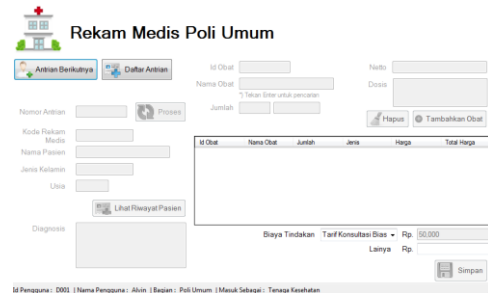 Rekam Medis Poli Umum
Antrian Berikutnya
Daftar Antrian
Nomor Antrian
Proses
Kode Rekam Medis
Nama Pasien
Jenis Kelamin
Usia
Lihat Riwayat Pasien
Diagnosis
Id Obat
Nama Obat
*) Tekan Enter untuk pencarian
Jumlah
Netto
Dosis
Hapus
Tambahkan Obat
Id Obat Nama Obat Jumlah Jenis Harga Total Harga
Biaya Tindakan Tarif Konsultasi Bias Rp. 50,000
Lainya Rp.
Simpan
Id Pengguna : D001 | Nama Pengguna : Alvin | Bagian : Poli Umum | Masuk Sebagai : Tenaga Kesehatan